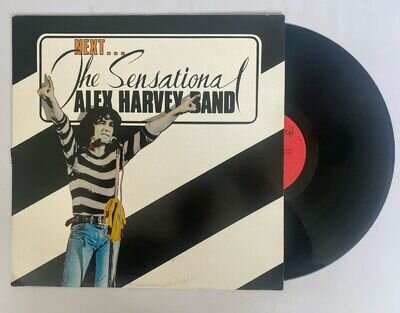 NEXT...
The Sensational
ALEX HARVEY BAND